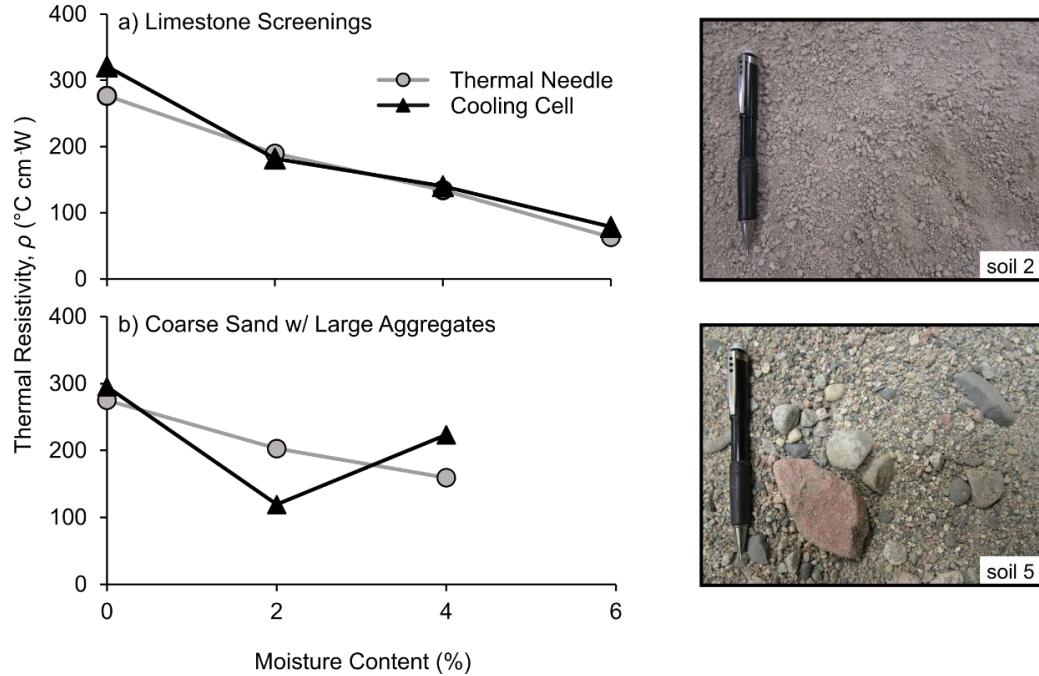 a) Limestone Screenings
Thermal Needle
Cooling Cell
400
300
200
100
0
soil 2
Thermal Resistivity, ρ (°C cm·W)
b) Coarse Sand w/ Large Aggregates
400
300
200
100
0
0 2 4 6
Moisture Content (%)
soil 5